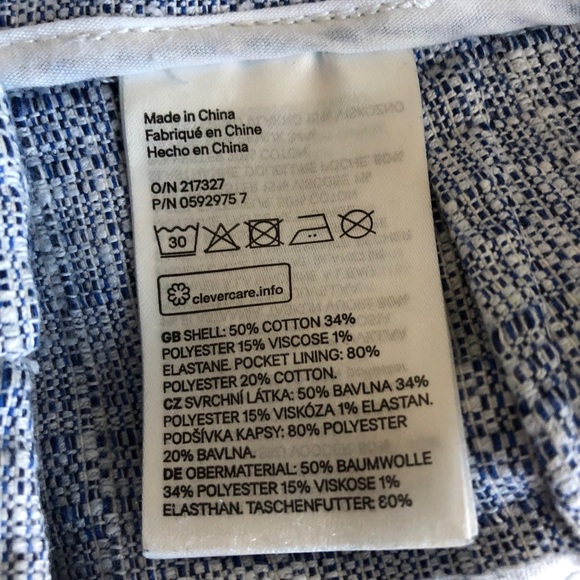 Made in China
Fabriqué en Chine
Hecho en China
O/N 217327
P/N 0592975 7
30
clevercare.info
GB SHELL: 50% COTTON 34%
POLYESTER 15% VISCOSE 1%
ELASTANE. POCKET LINING: 80%
POLYESTER 20% COTTON.
CZ SVRCHNÍ LÁTKA: 50% BAVLNA 34%
POLYESTER 15% VISKÓZA 1% ELASTAN.
PODŠÍVKA KAPSY: 80% POLYESTER
20% BAVLNA.
DE OBERMATERIAL: 50% BAUMWOLLE
34% POLYESTER 15% VISKOSE 1%
ELASTHAN. TASCHENFUTTER: 80%